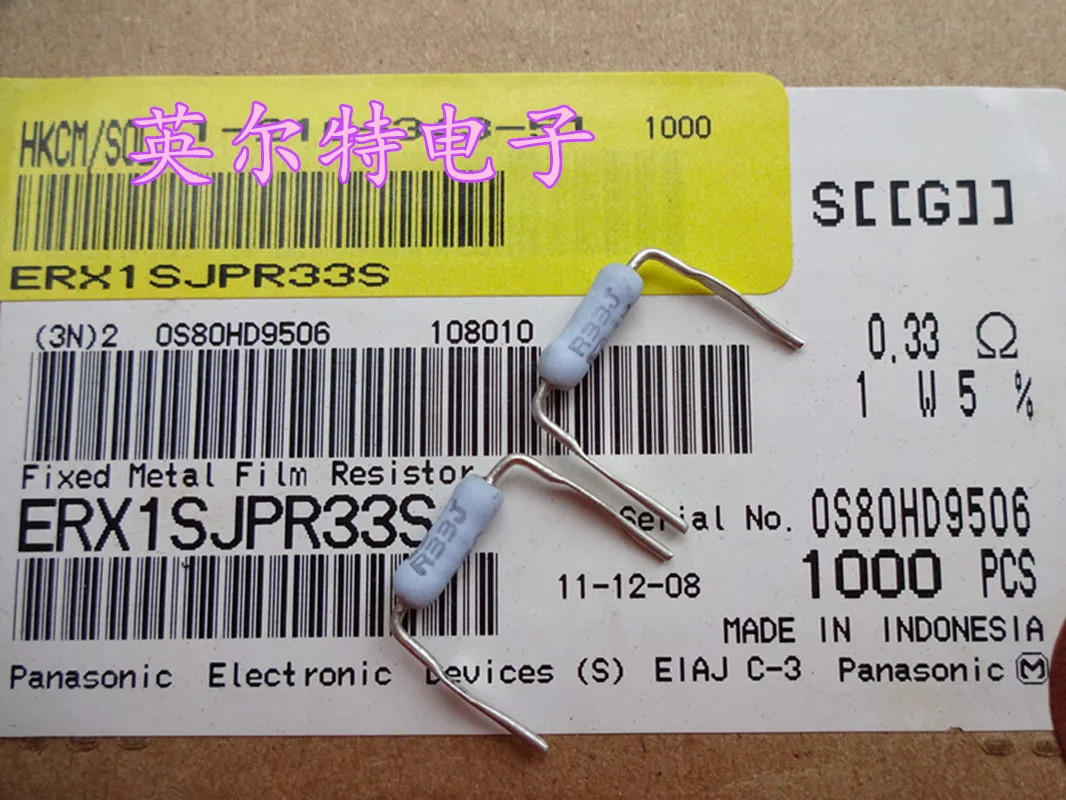 英尔特电子
HKCM/SO 1000
ERX1SJPR33S
S[[G]]
(3N)2 0S80HD9506 108010
0.33 Ω
1 W 5 %
R33J
Fixed Metal Film Resistor
ERX1SJPR33S
R33J
Serial No. 0S80HD9506
11-12-08 1000 PCS
MADE IN INDONESIA
Panasonic Electronic Devices (S) EIAJ C-3 Panasonic M